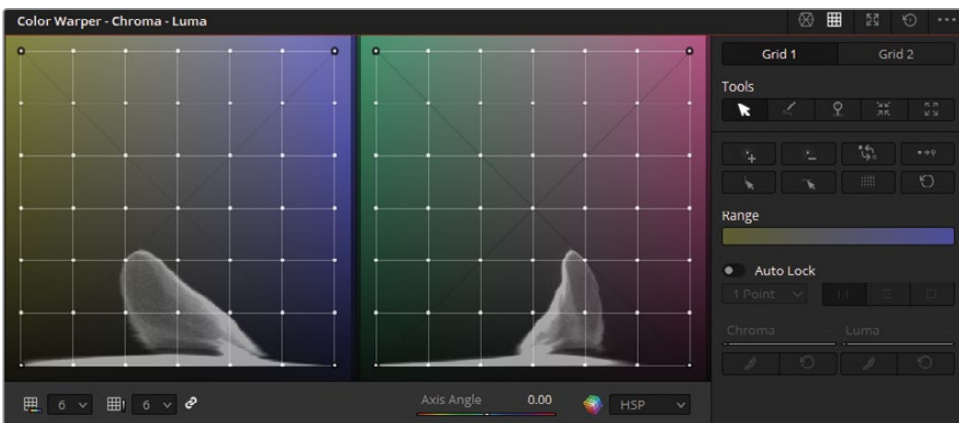 Color Warper - Chroma - Luma
Grid 1
Grid 2
Tools
Range
Auto Lock
1 Point
Chroma
Luma
6
6
Axis Angle
0.00
HSP